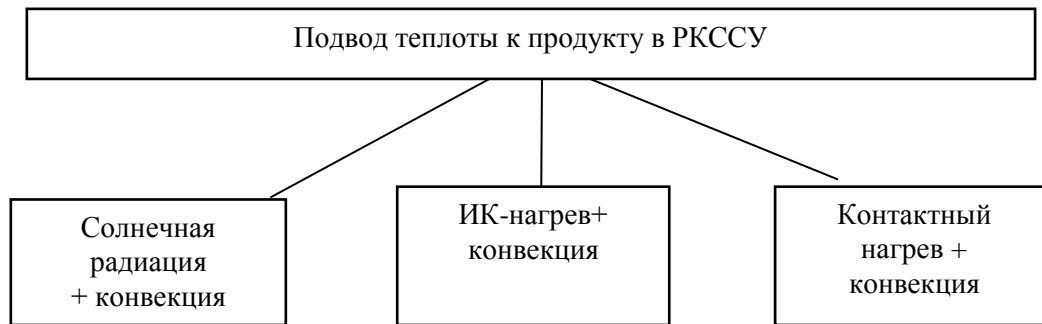 Подвод теплоты к продукту в РКССУ
Солнечная
радиация
+ конвекция
ИК-нагрев+
конвекция
Контактный
нагрев +
конвекция